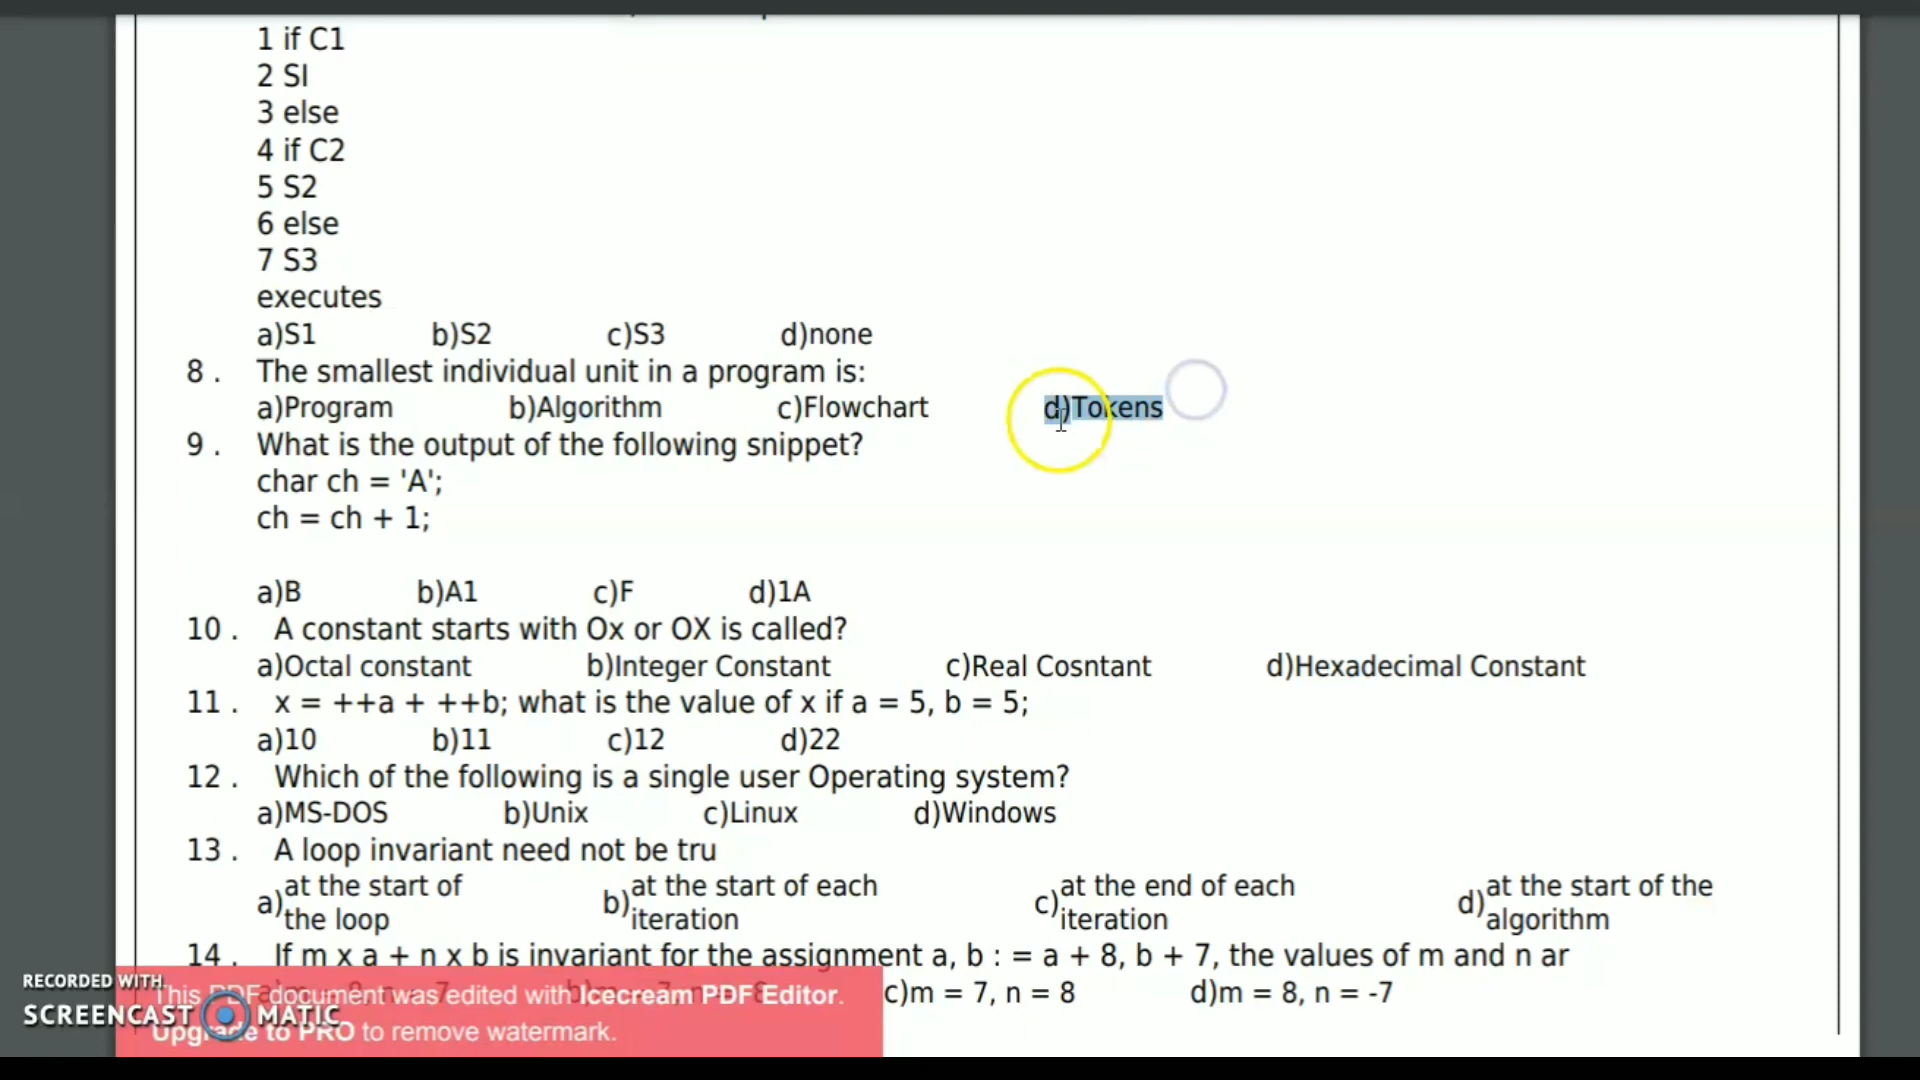 1 if C1
2 SI
3 else
4 if C2
5 S2
6 else
7 S3
executes
a)S1 b)S2 c)S3 d)none
8 . The smallest individual unit in a program is:
a)Program b)Algorithm c)Flowchart d)Tokens
9 . What is the output of the following snippet?
char ch = 'A';
ch = ch + 1;
a)B b)A1 c)F d)1A
10 . A constant starts with Ox or OX is called?
a)Octal constant b)Integer Constant c)Real Cosntant d)Hexadecimal Constant
11 . x = ++a + ++b; what is the value of x if a = 5, b = 5;
a)10 b)11 c)12 d)22
12 . Which of the following is a single user Operating system?
a)MS-DOS b)Unix c)Linux d)Windows
13 . A loop invariant need not be tru
a)at the start of the loop b)at the start of each iteration c)at the end of each iteration d)at the start of the algorithm
14 . If m x a + n x b is invariant for the assignment a, b : = a + 8, b + 7, the values of m and n ar
c)m = 7, n = 8 d)m = 8, n = -7
This PDF document was edited with Icecream PDF Editor.
Upgrade to PRO to remove watermark.
RECORDED WITH
SCREENCAST MATIC